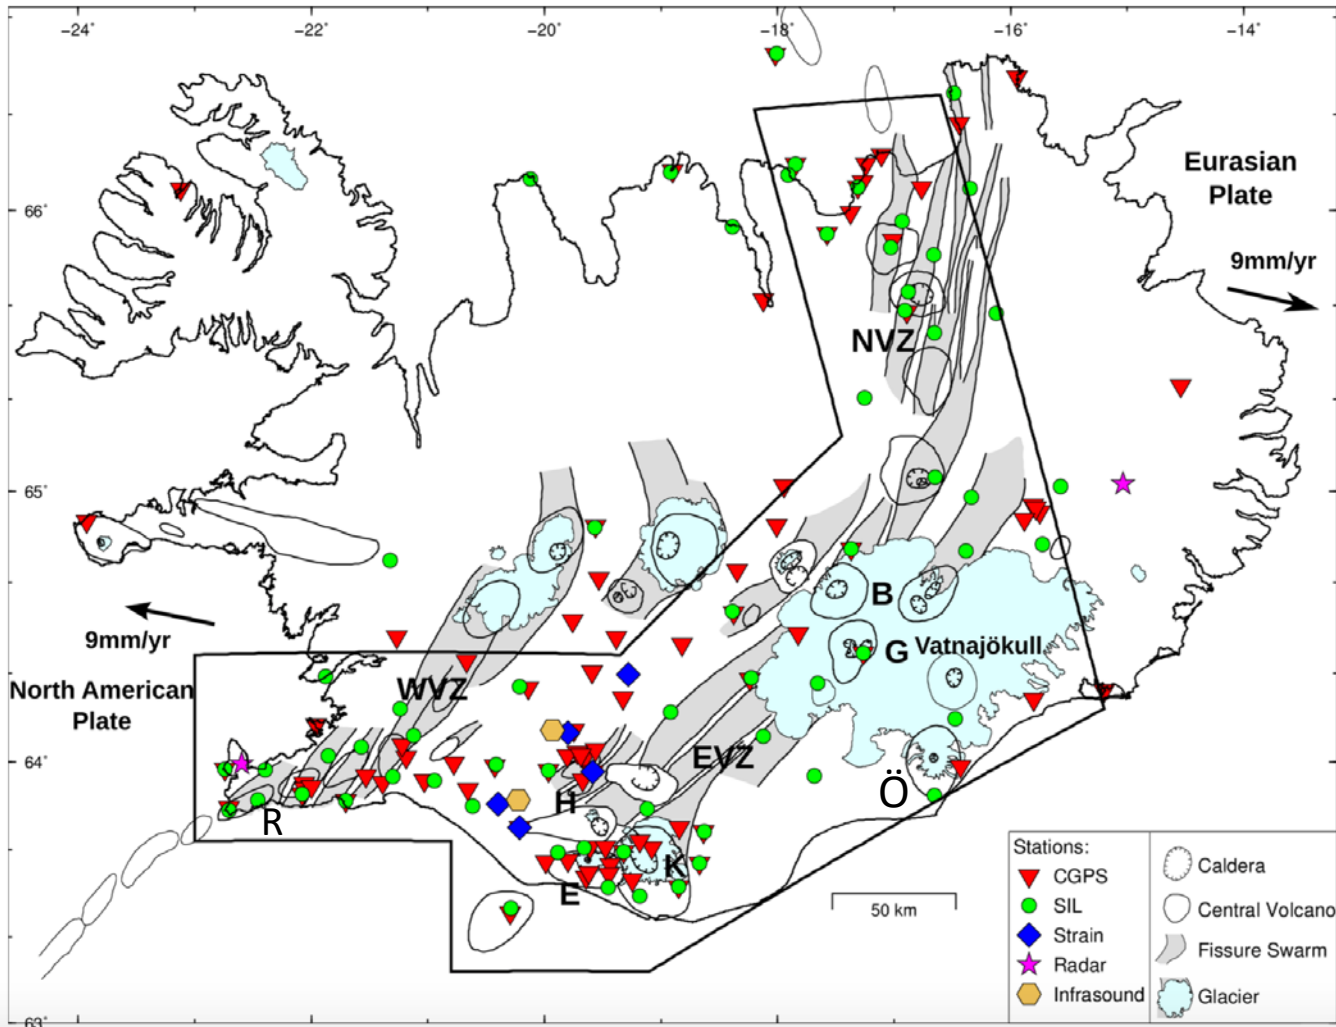 −24° −22° −20° −18° −16° −14°
66°
65°
64°
63°
Eurasian
Plate
9mm/yr
NVZ
B
G Vatnajökull
9mm/yr
North American
Plate
WVZ
EVZ
H
R
K
E
Ö
50 km
Stations:
CGPS
SIL
Strain
Radar
Infrasound
Caldera
Central Volcano
Fissure Swarm
Glacier